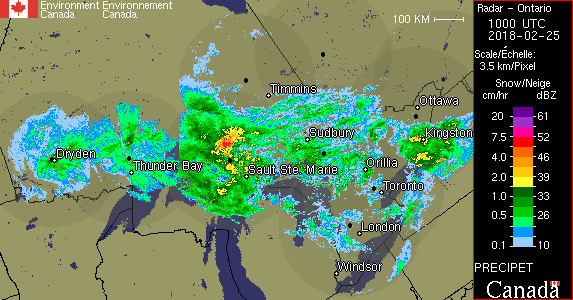 Environment Environnement
Canada Canada
100 KM
Timmins
Ottawa
Sudbury
Kingston
Dryden
Thunder Bay
Sault Ste. Marie
Orillia
Toronto
London
Windsor
Radar - Ontario
1000 UTC
2018-02-25
Scale/Échelle:
3.5 km/Pixel
Snow/Neige
cm/hr dBZ
20 61
7.5 52
4.0 46
2.0 39
1.0 33
0.5 26
0.1 10
PRECIPET
Canada